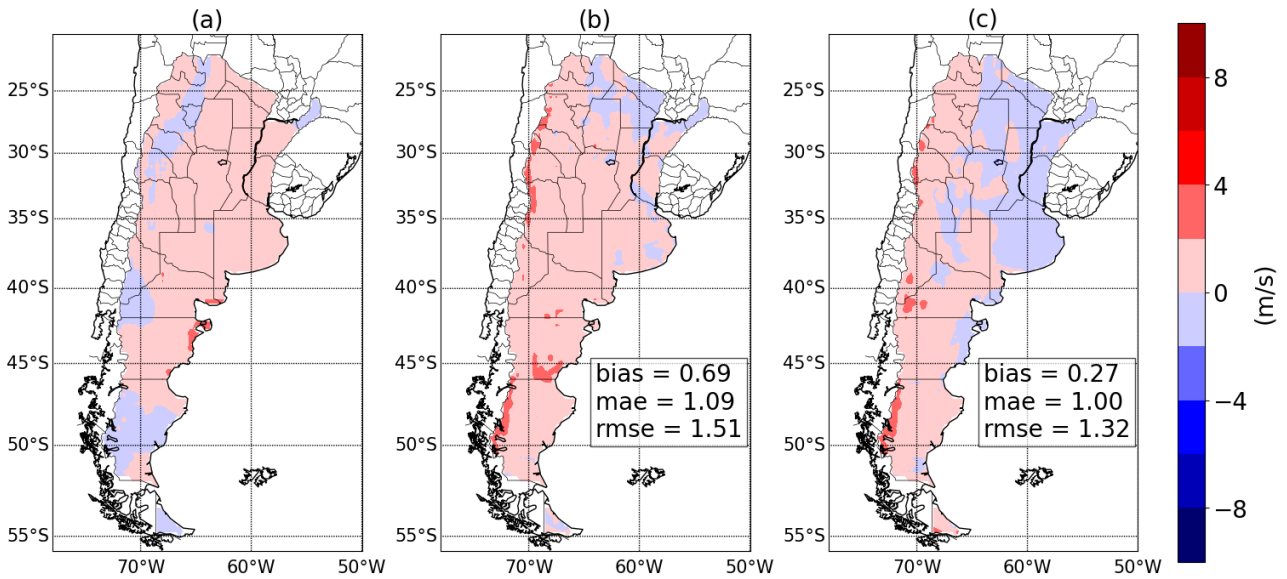 (a) (b) (c)
25°S 25°S 25°S
30°S 30°S 30°S
35°S 35°S 35°S
40°S 40°S 40°S
45°S 45°S 45°S
50°S 50°S 50°S
55°S 55°S 55°S
70°W 60°W 50°W 70°W 60°W 50°W 70°W 60°W 50°W
bias = 0.69
mae = 1.09
rmse = 1.51
bias = 0.27
mae = 1.00
rmse = 1.32
8
4
0
−4
−8
(m/s)